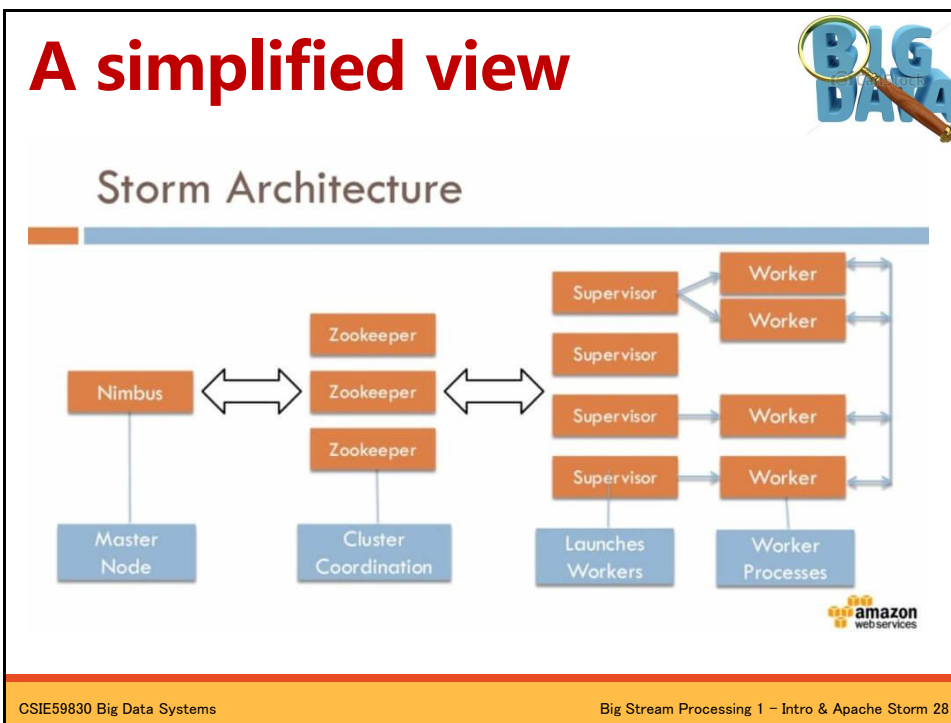 A simplified view
BIG
DATA
Storm Architecture
Nimbus
Zookeeper
Zookeeper
Zookeeper
Supervisor
Supervisor
Supervisor
Supervisor
Worker
Worker
Worker
Worker
Master
Node
Cluster
Coordination
Launches
Workers
Worker
Processes
amazon
webservices
CSIE59830 Big Data Systems
Big Stream Processing 1 – Intro & Apache Storm 28